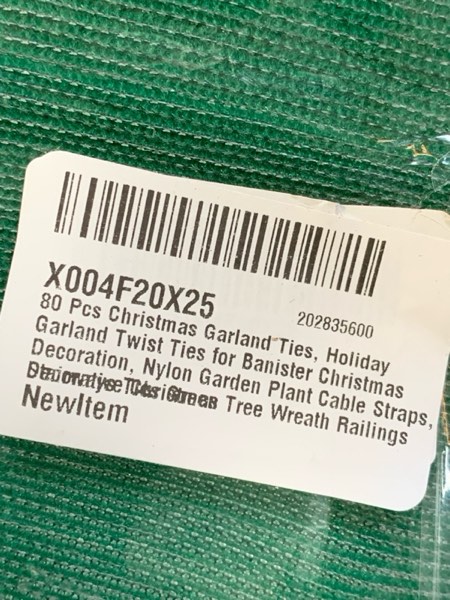 X004F20X25
202835600
80 Pcs Christmas Garland Ties, Holiday
Garland Twist Ties for Banister Christmas
Decoration, Nylon Garden Plant Cable Straps,
Tree Wreath Railings
NewItem